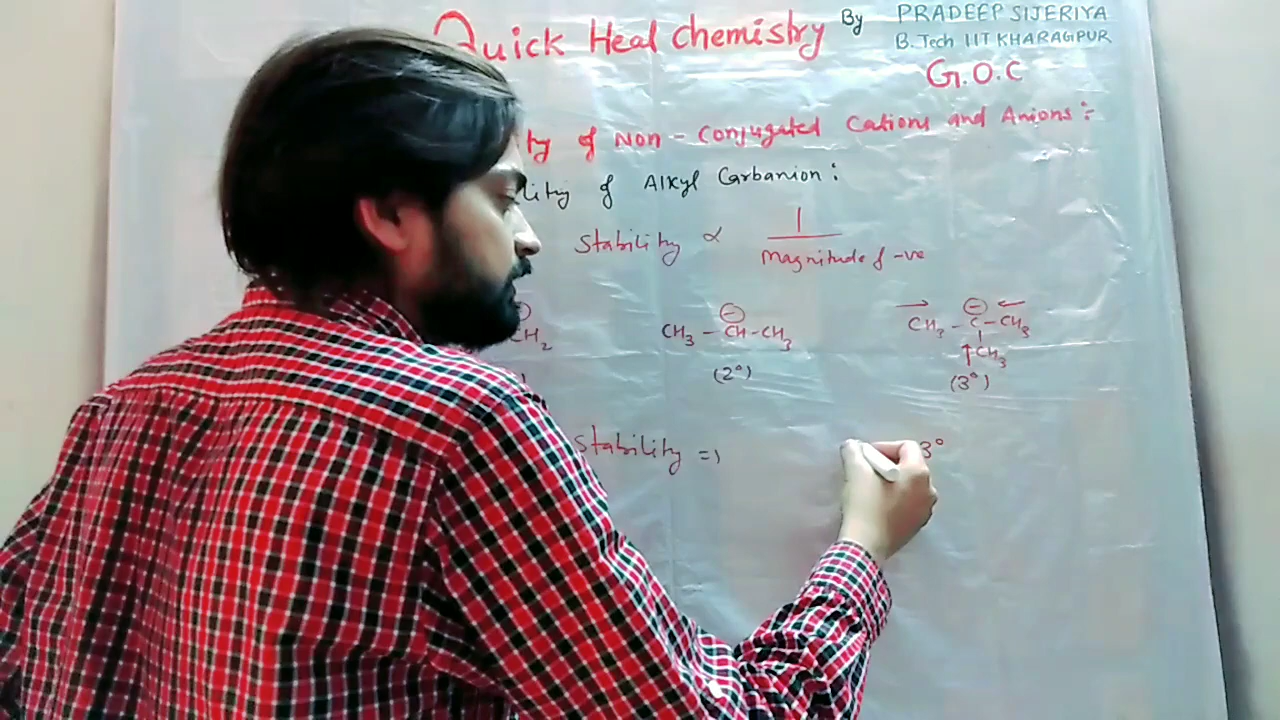 Quick Heal Chemistry By PRADEEP SIJERIYA
B.Tech IIT KHARAGPUR
G.O.C
ty of Non-Conjugated Cations and Anions:-
lity of Alkyl Carbanion:
Stability ∝ 1
Magnitude of -ve
CH2 CH3-CH-CH3 CH3-C-CH3
⊖ ⊖
CH3
(2°) (3°)
Stability ⇒ 3°